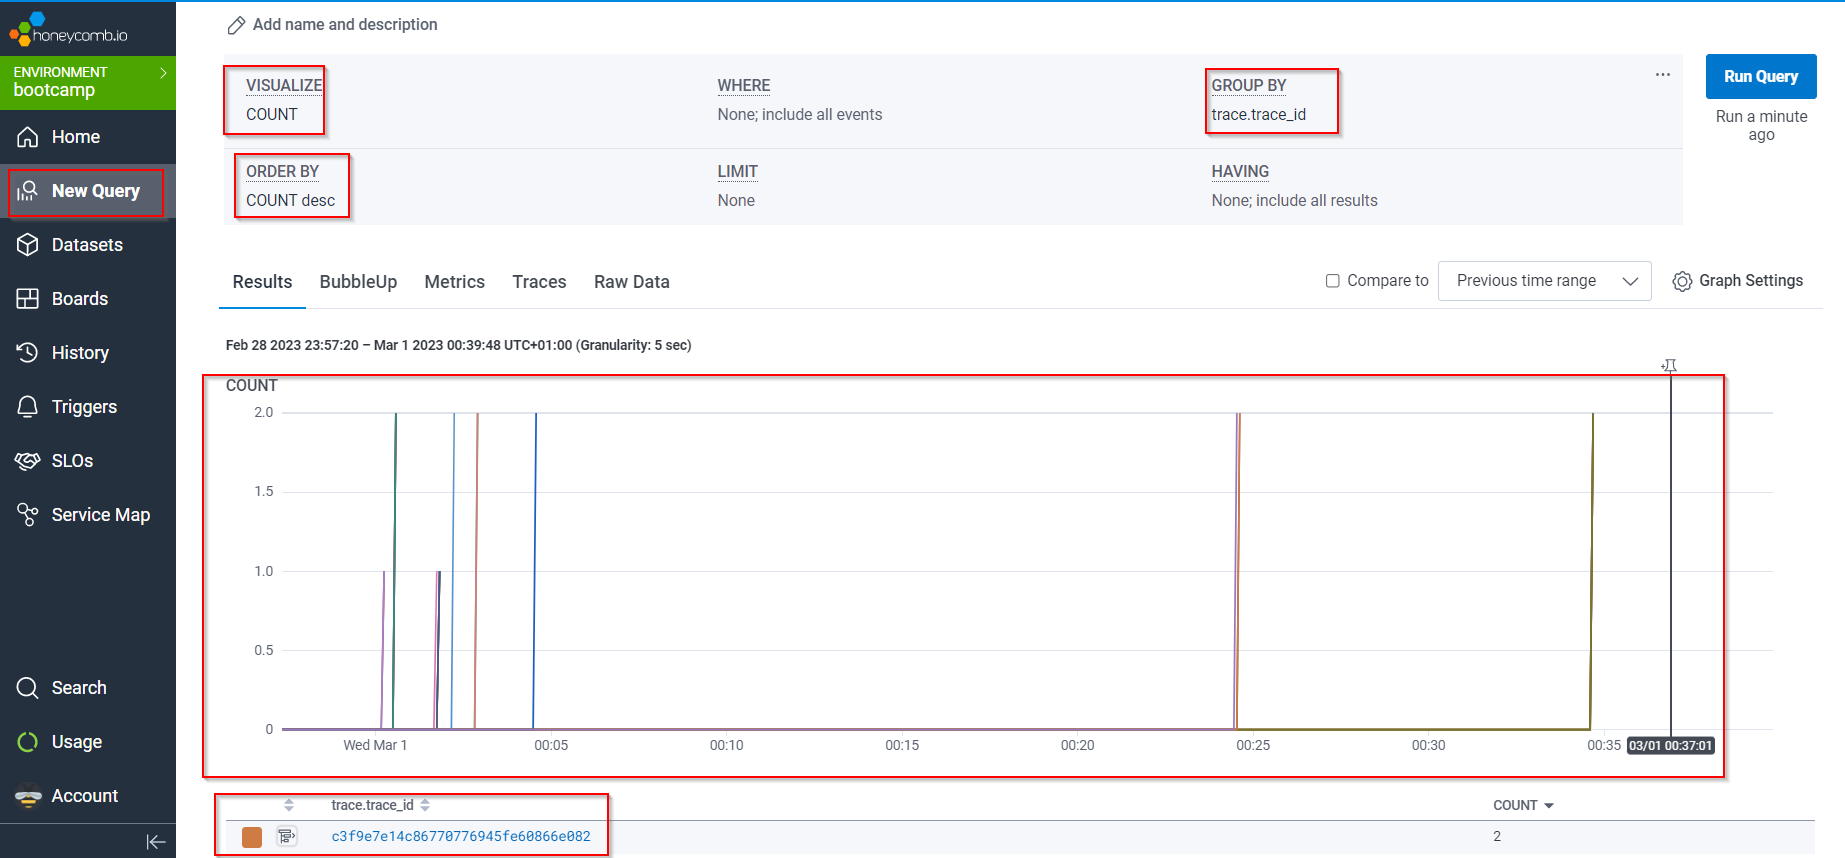 honeycomb.io
ENVIRONMENT
bootcamp
Home
New Query
Datasets
Boards
History
Triggers
SLOs
Service Map
Search
Usage
Account
Add name and description
VISUALIZE
COUNT
WHERE
None; include all events
GROUP BY
trace.trace_id
ORDER BY
COUNT desc
LIMIT
None
HAVING
None; include all results
Run Query
Run a minute
ago
Results BubbleUp Metrics Traces Raw Data
Compare to Previous time range Graph Settings
Feb 28 2023 23:57:20 – Mar 1 2023 00:39:48 UTC+01:00 (Granularity: 5 sec)
COUNT
2.0
1.5
1.0
0.5
0
Wed Mar 1 00:05 00:10 00:15 00:20 00:25 00:30 00:35 03/01 00:37:01
trace.trace_id COUNT
c3f9e7e14c86770776945fe60866e082 2